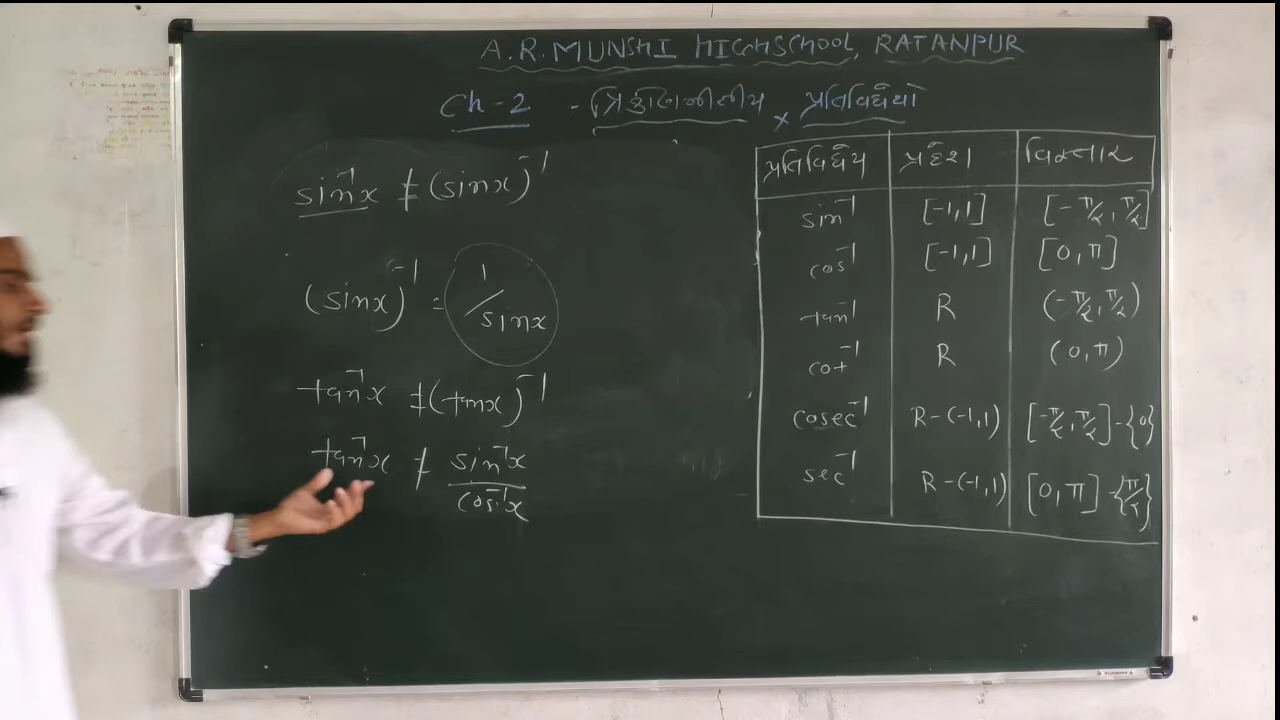 A.R. MUNSHI HIGHSCHOOL, RATANPUR
Ch-2 - ત્રિકોણમિતીય પ્રતિવિધેયો
sin⁻¹x ≠ (sinx)⁻¹
(sinx)⁻¹ = 1/sinx
tan⁻¹x ≠ (tanx)⁻¹
tan⁻¹x ≠ sin⁻¹x/cos⁻¹x
પ્રતિવિધેય પ્રદેશ વિસ્તાર
sin⁻¹ [-1,1] [-π/2, π/2]
cos⁻¹ [-1,1] [0,π]
tan⁻¹ R (-π/2, π/2)
cot⁻¹ R (0,π)
cosec⁻¹ R-(-1,1) [-π/2, π/2]-{0}
sec⁻¹ R-(-1,1) [0,π]-{π/2}